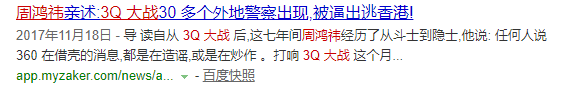 周鸿祎亲述:3Q 大战30 多个外地警察出现,被逼出逃香港!
2017年11月18日 - 导 读自从 3Q 大战 后,这七年间周鸿祎经历了从斗士到隐士,他说: 任何人说
360 在借壳的消息,都是在造谣,或是在炒作 。打响 3Q 大战 这个月...
app.myzaker.com/news/a... - 百度快照